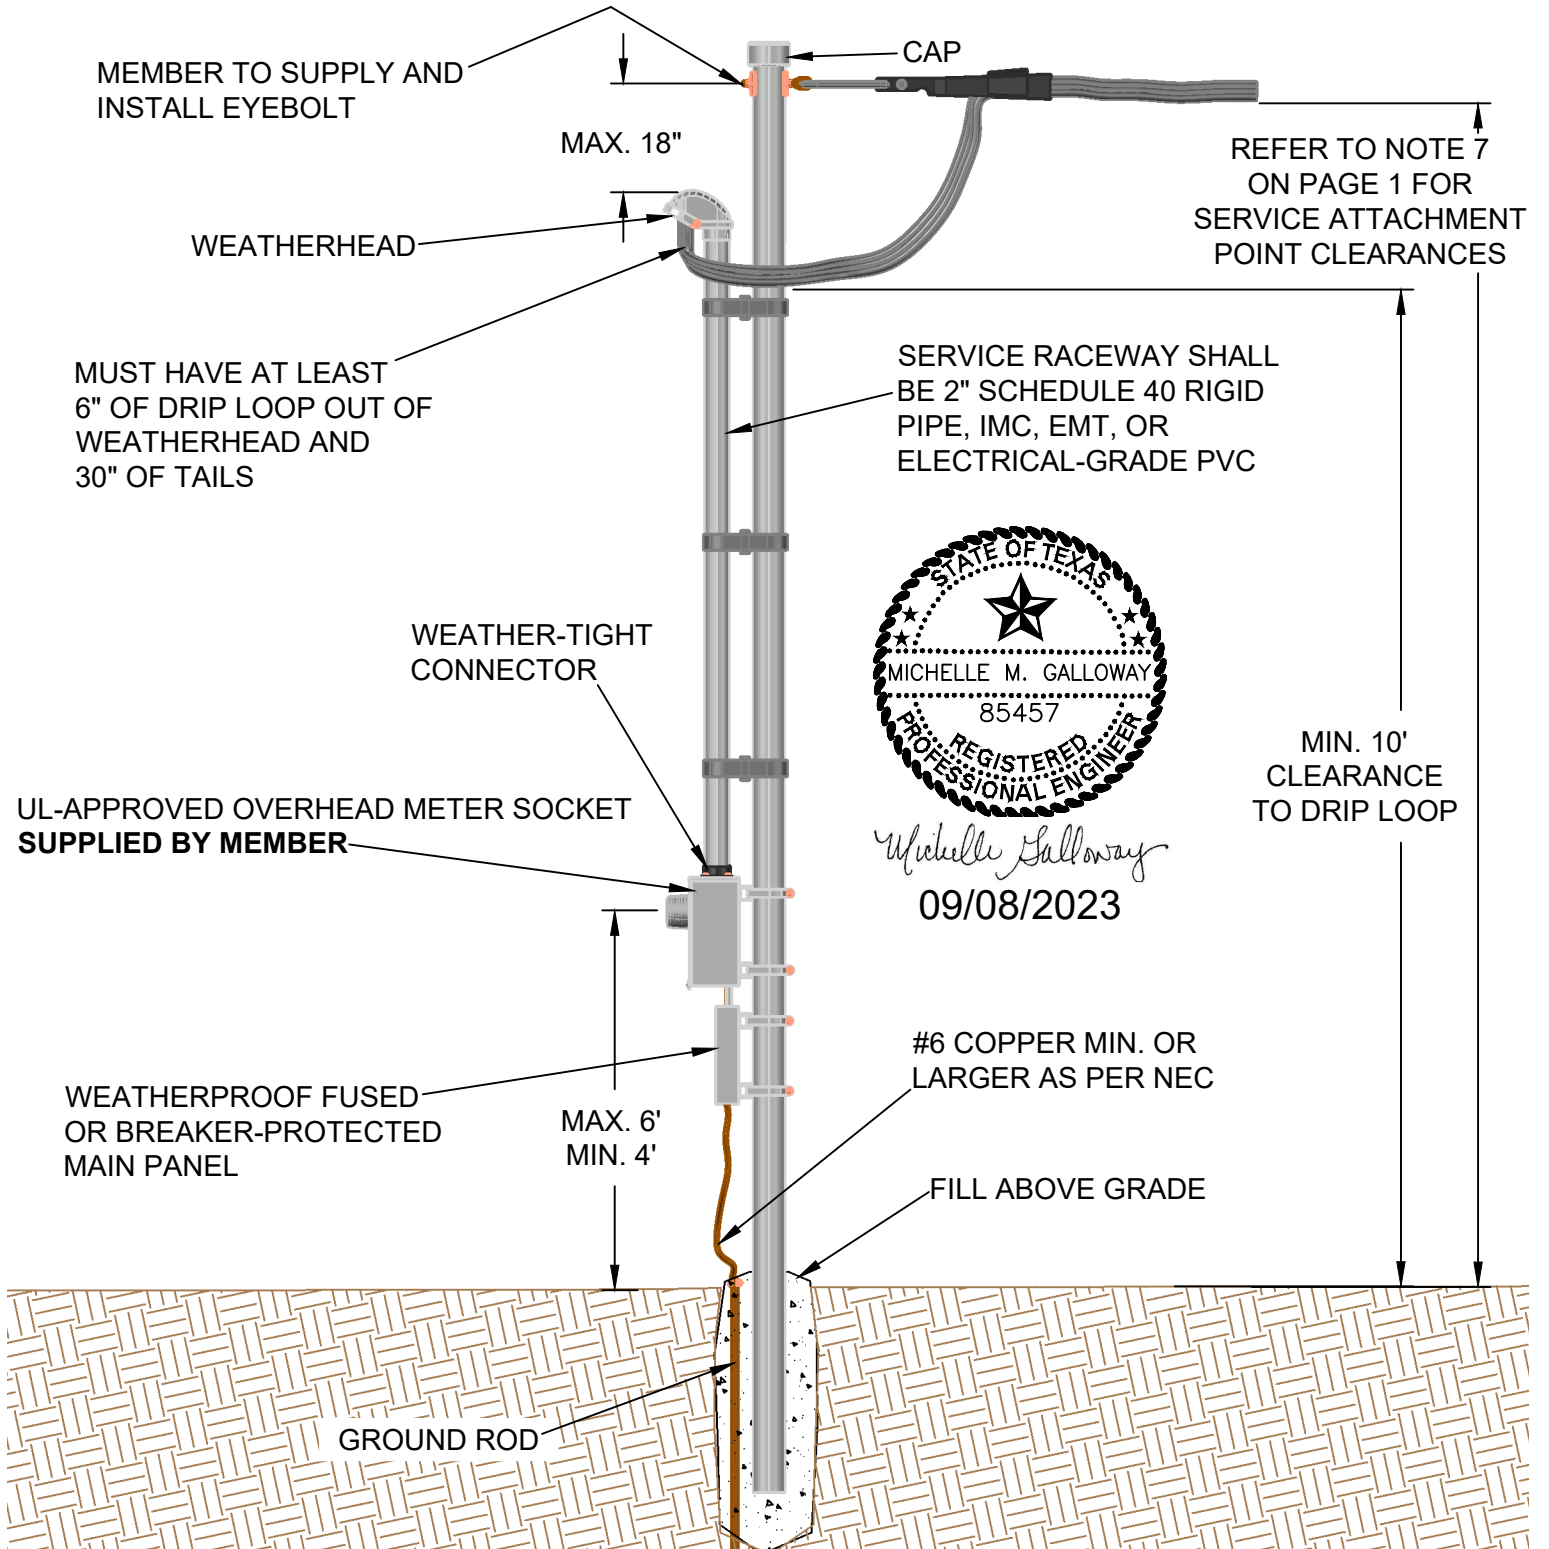 CAP
MEMBER TO SUPPLY AND
INSTALL EYEBOLT
MAX. 18"
REFER TO NOTE 7
ON PAGE 1 FOR
SERVICE ATTACHMENT
POINT CLEARANCES
WEATHERHEAD
MUST HAVE AT LEAST
6" OF DRIP LOOP OUT OF
WEATHERHEAD AND
30" OF TAILS
SERVICE RACEWAY SHALL
BE 2" SCHEDULE 40 RIGID
PIPE, IMC, EMT, OR
ELECTRICAL-GRADE PVC
STATE OF TEXAS
MICHELLE M. GALLOWAY
85457
REGISTERED
PROFESSIONAL ENGINEER
Michelle Galloway
09/08/2023
WEATHER-TIGHT
CONNECTOR
MIN. 10'
CLEARANCE
TO DRIP LOOP
UL-APPROVED OVERHEAD METER SOCKET
SUPPLIED BY MEMBER
#6 COPPER MIN. OR
LARGER AS PER NEC
WEATHERPROOF FUSED
OR BREAKER-PROTECTED
MAIN PANEL
MAX. 6'
MIN. 4'
FILL ABOVE GRADE
GROUND ROD